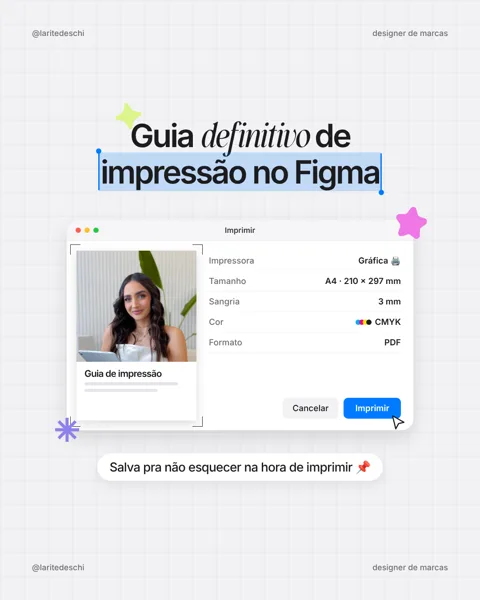 @laritedeschi
designer de marcas
Guia definitivo de
impressão no Figma
Imprimir
Impressora
Gráfica 🖨️
Tamanho
A4 · 210 × 297 mm
Sangria
3 mm
Cor
CMYK
Formato
PDF
Guia de impressão
Cancelar
Imprimir
Salva pra não esquecer na hora de imprimir 📌
@laritedeschi
designer de marcas